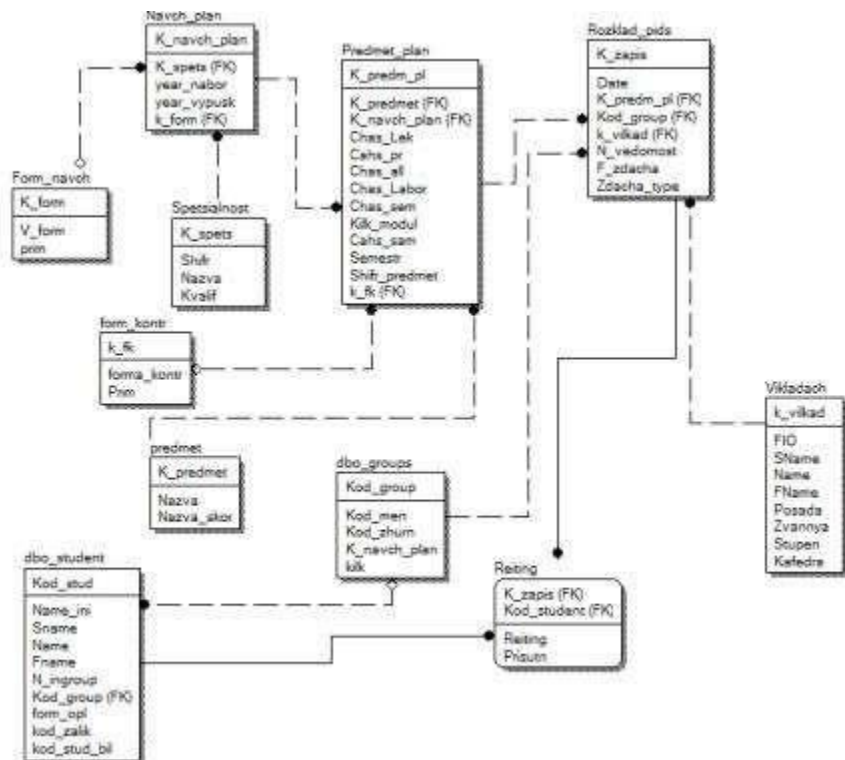 Navch_plan
K_navch_plan
K_spets (FK)
year_nabor
year_vypusk
k_form (FK)
Predmet_plan
K_predm_pl
K_predmet (FK)
K_navch_plan (FK)
Chas_Lek
Cahs_pr
Chas_all
Chas_Labor
Chas_sem
Kilk_modul
Cahs_sam
Semestr
Shifr_predmet
k_fk (FK)
Rozklad_pids
K_zapis
Date
K_predm_pl (FK)
Kod_group (FK)
k_vilkad (FK)
N_vedomost
F_zdacha
Zdacha_type
Form_navch
K_form
V_form
prim
Spetsialnost
K_spets
Shifr
Nazva
Kvalif
form_kontr
k_fk
forma_kontr
Prim
predmet
K_predmet
Nazva
Nazva_skor
dbo_groups
Kod_group
Kod_men
Kod_zhurn
K_navch_plan
kilk
Vikladach
k_vilkad
FIO
SName
Name
FName
Posada
Zvannya
Stupen
Kafedra
dbo_student
Kod_stud
Name_ini
Sname
Name
Fname
N_ingroup
Kod_group (FK)
form_opl
kod_zalik
kod_stud_bil
Reiting
K_zapis (FK)
Kod_student (FK)
Reiting
Prisutn